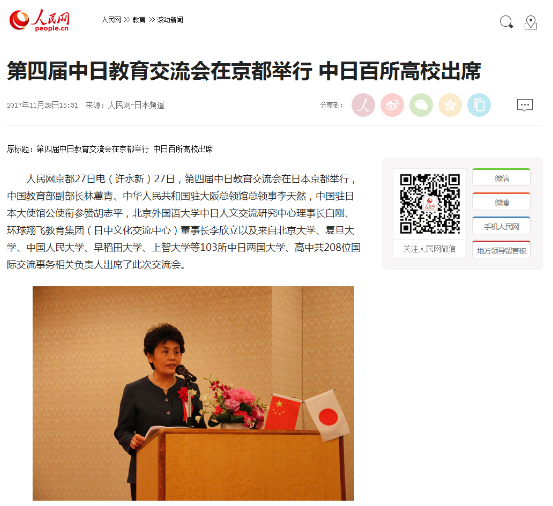 人民网
people.cn
人民网 >> 教育 >> 滚动新闻
第四届中日教育交流会在京都举行 中日百所高校出席
2017年11月28日15:31 来源：人民网-日本频道
分享到：
原标题：第四届中日教育交流会在京都举行 中日百所高校出席
人民网京都27日电（许永新）27日，第四届中日教育交流会在日本京都举行，
中国教育部副部长林蕙青、中华人民共和国驻大阪总领馆总领事李天然，中国驻日
本大使馆公使衔参赞胡志平，北京外国语大学中日人文交流研究中心理事长白刚、
环球翔飞教育集团（日中文化交流中心）董事长李欣立以及来自北京大学、复旦大
学、中国人民大学、早稻田大学、上智大学等103所中日两国大学、高中共208位国
际交流事务相关负责人出席了此次交流会。
微信
微博
手机人民网
关注人民网微信
地方领导留言板